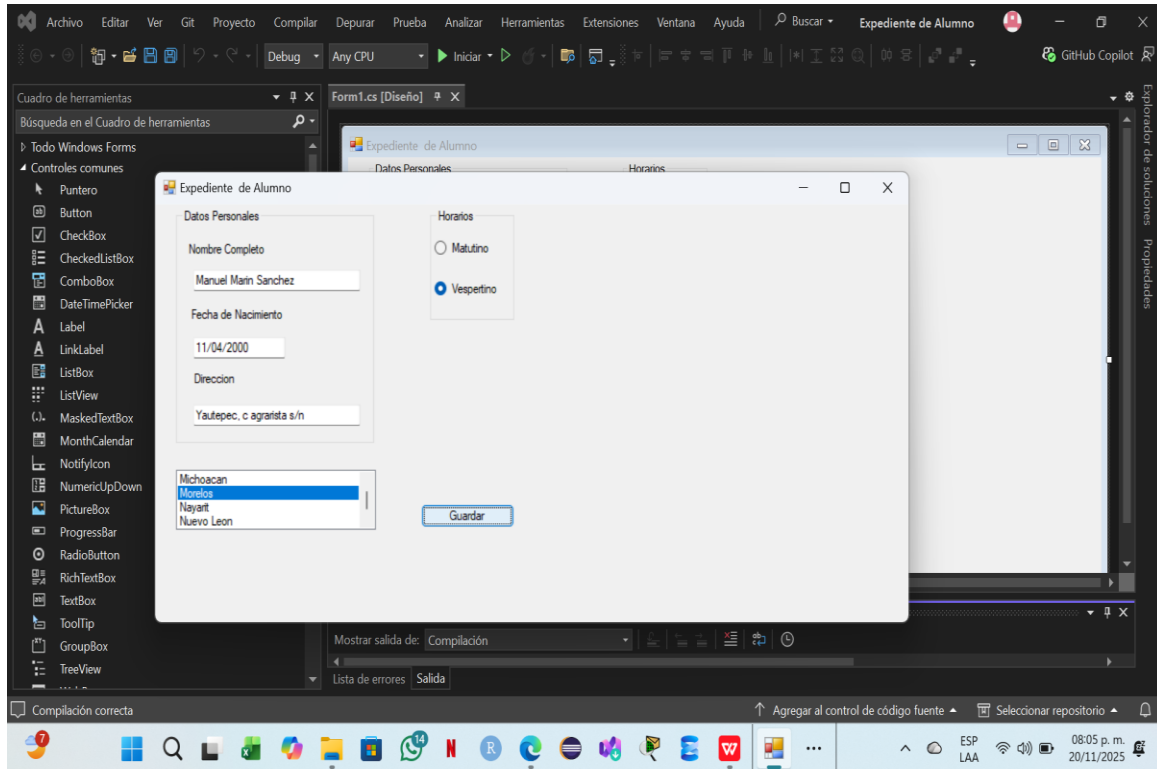 Archivo Editar Ver Git Proyecto Compilar Depurar Prueba Analizar Herramientas Extensiones Ventana Ayuda Buscar Expediente de Alumno
Debug Any CPU Iniciar GitHub Copilot
Cuadro de herramientas
Form1.cs [Diseño]
Búsqueda en el Cuadro de herramientas
Todo Windows Forms
Controles comunes
Puntero
Button
CheckBox
CheckedListBox
ComboBox
DateTimePicker
Label
LinkLabel
ListBox
ListView
MaskedTextBox
MonthCalendar
NotifyIcon
NumericUpDown
PictureBox
ProgressBar
RadioButton
RichTextBox
TextBox
ToolTip
GroupBox
TreeView
Expediente de Alumno
Datos Personales Horarios
Expediente de Alumno
Datos Personales
Nombre Completo
Manuel Marin Sanchez
Fecha de Nacimiento
11/04/2000
Direccion
Yautepec, c agrarista s/n
Horarios
Matutino
Vespertino
Michoacan
Morelos
Nayarit
Nuevo Leon
Guardar
Explorador de soluciones
Propiedades
Mostrar salida de: Compilación
Lista de errores Salida
Compilación correcta Agregar al control de código fuente Seleccionar repositorio
7
14
N
R
W
ESP
LAA
08:05 p. m.
20/11/2025